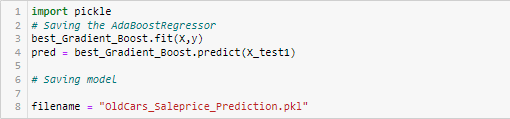 1 import pickle
2 # Saving the AdaBoostRegressor
3 best_Gradient_Boost.fit(X,y)
4 pred = best_Gradient_Boost.predict(X_test1)
5
6 # Saving model
7
8 filename = "OldCars_Saleprice_Prediction.pkl"